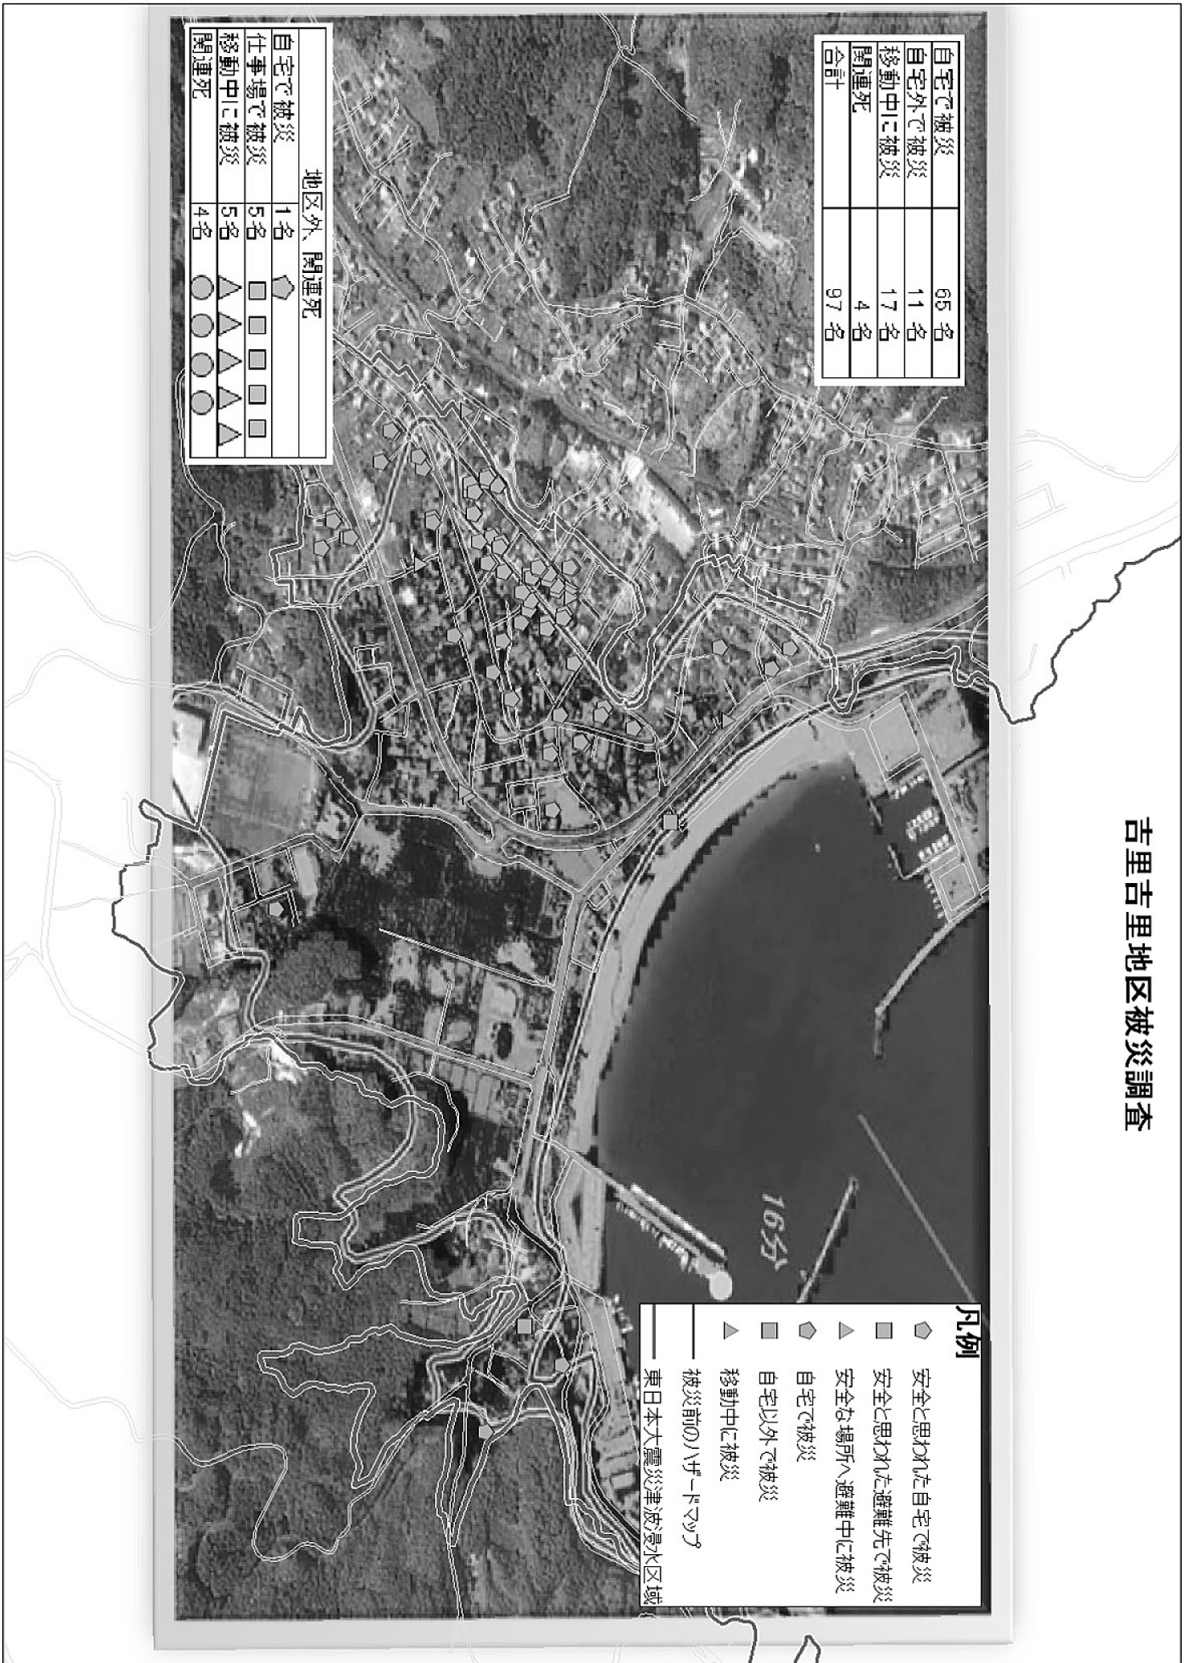 吉里吉里地区被災調査
自宅で被災 65 名
自宅外で被災 11 名
移動中に被災 17 名
関連死 4 名
合計 97 名
地区外、関連死
自宅で被災 1名
仕事場で被災 5名
移動中に被災 5名
関連死 4名
16分
凡例
安全と思われた自宅で被災
安全と思われた避難先で被災
安全な場所へ避難中に被災
自宅で被災
自宅以外で被災
移動中に被災
被災前のハザードマップ
東日本大震災津波浸水区域